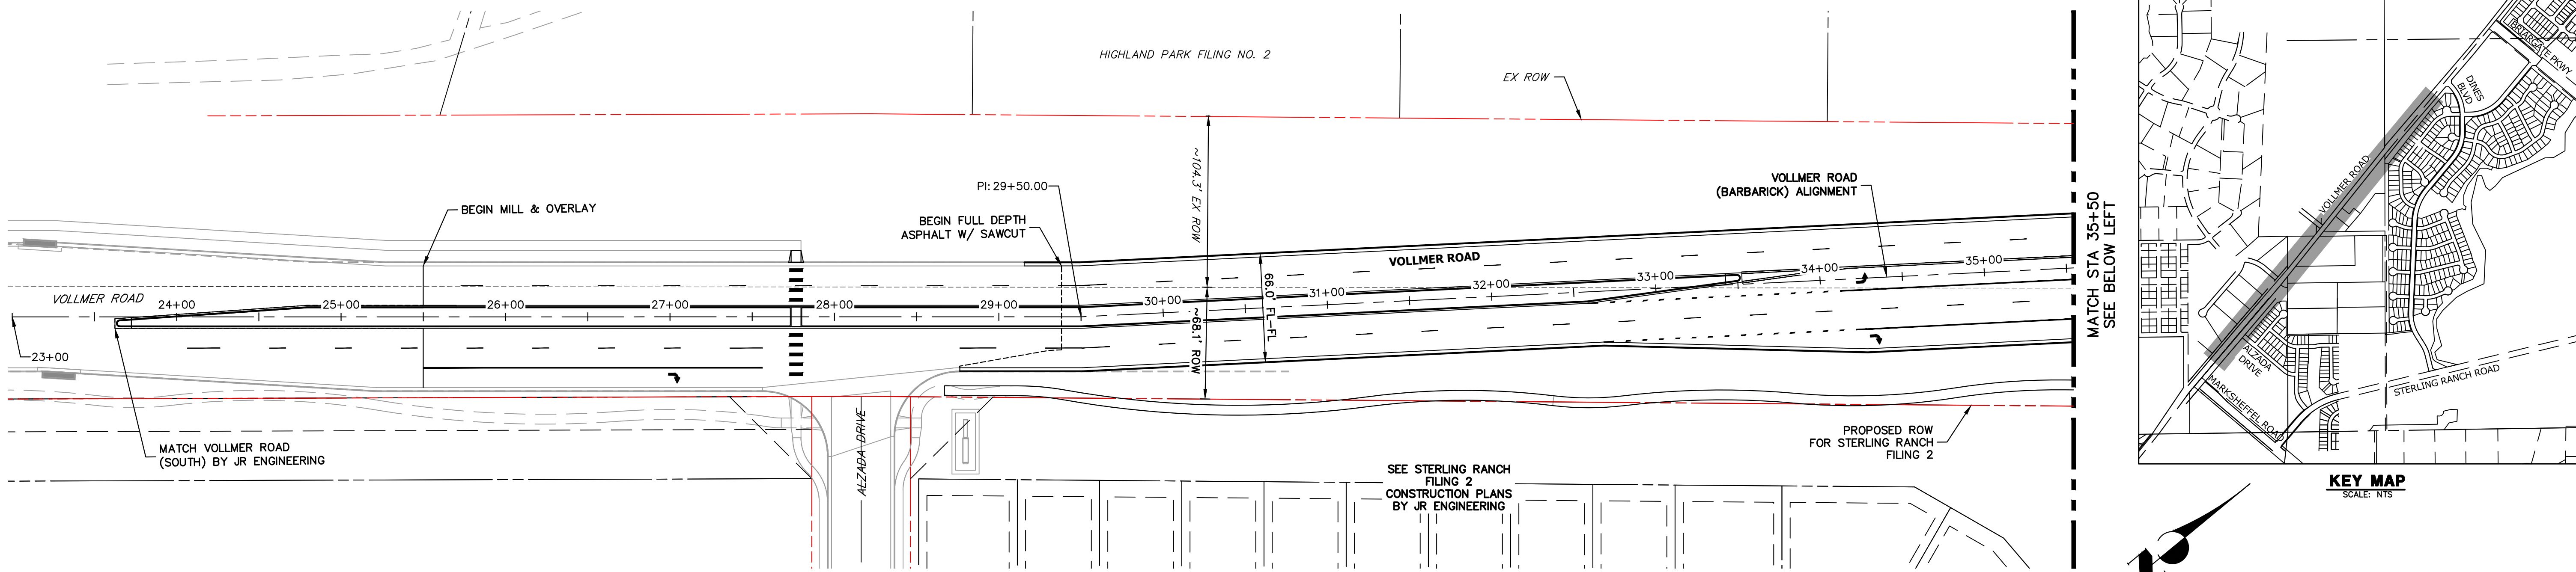 HIGHLAND PARK FILING NO. 2
EX ROW
~104.3' EX ROW
PI: 29+50.00
BEGIN MILL & OVERLAY
BEGIN FULL DEPTH
ASPHALT W/ SAWCUT
VOLLMER ROAD
(BARBARICK) ALIGNMENT
VOLLMER ROAD
66.0' FL-FL
~68.1' ROW
VOLLMER ROAD
23+00
24+00
25+00
26+00
27+00
28+00
29+00
30+00
31+00
32+00
33+00
34+00
35+00
MATCH VOLLMER ROAD
(SOUTH) BY JR ENGINEERING
ALZADA DRIVE
SEE STERLING RANCH
FILING 2
CONSTRUCTION PLANS
BY JR ENGINEERING
PROPOSED ROW
FOR STERLING RANCH
FILING 2
MATCH STA 35+50
SEE BELOW LEFT
BRIARGATE PKWY
DINES
BLVD
VOLLMER ROAD
ALZADA
DRIVE
MARKSHEFFEL ROAD
STERLING RANCH ROAD
KEY MAP
SCALE: NTS